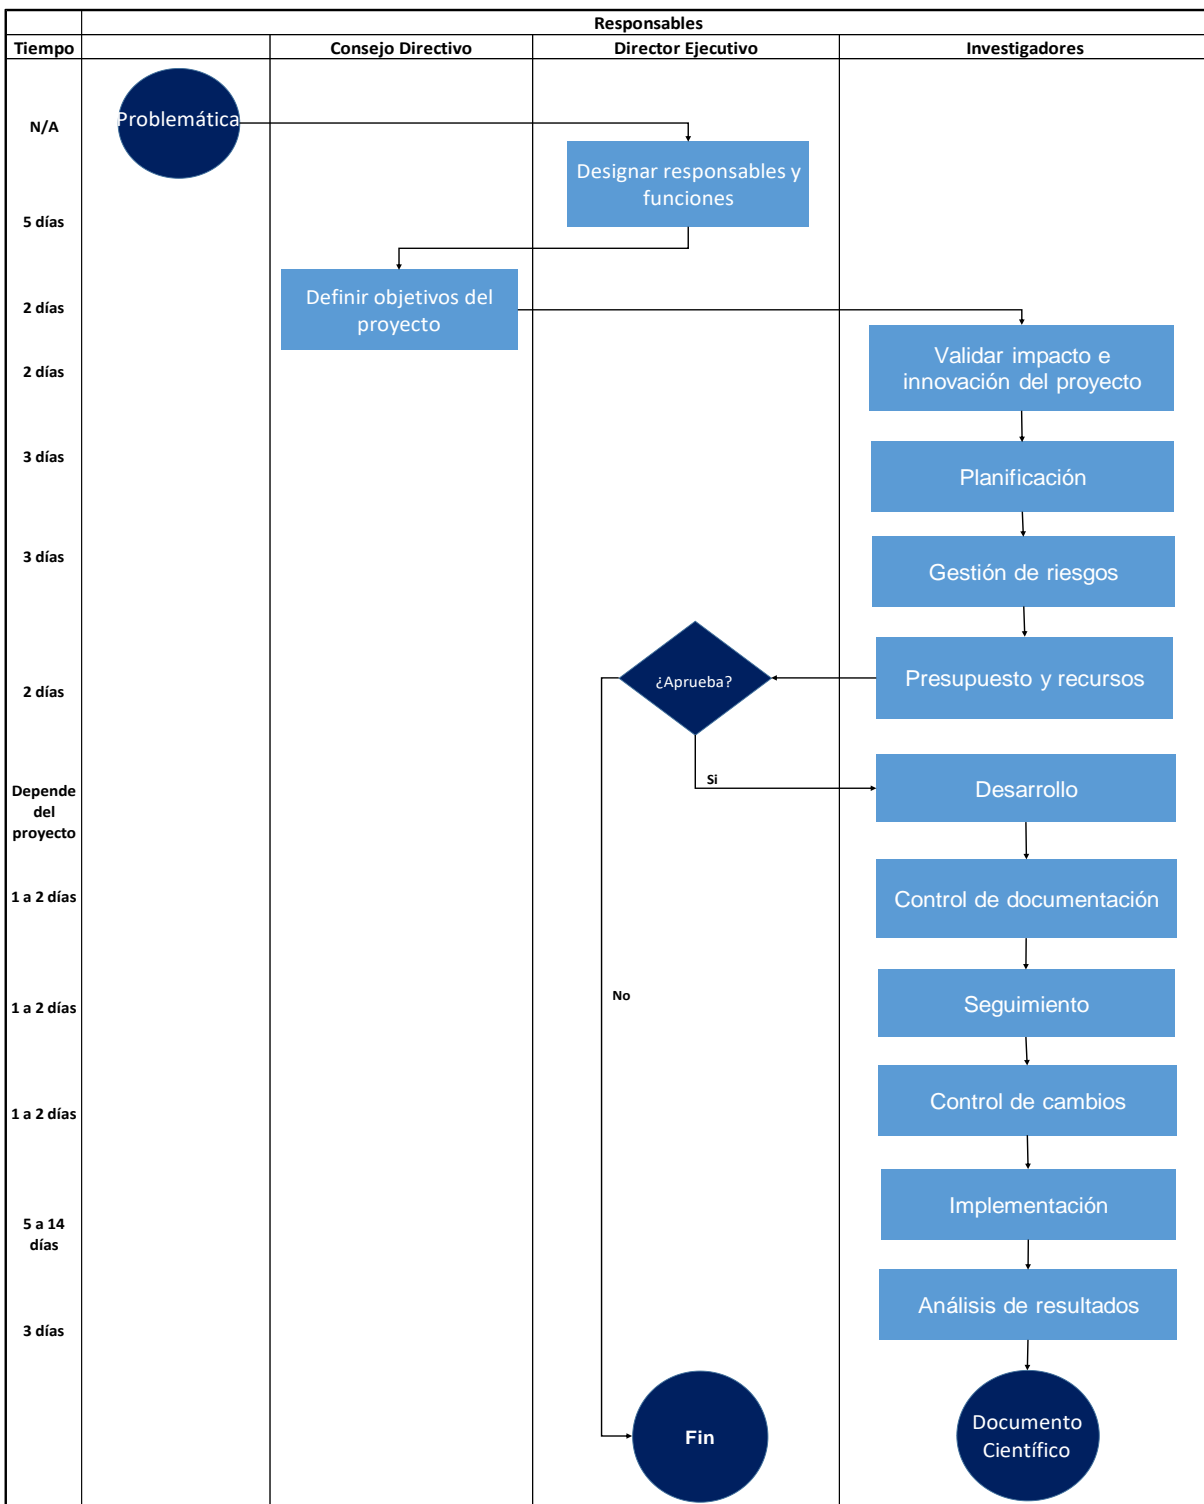 Responsables
Tiempo
Consejo Directivo
Director Ejecutivo
Investigadores
Problemática
N/A
Designar responsables y
funciones
5 días
Definir objetivos del
proyecto
2 días
Validar impacto e
innovación del proyecto
2 días
Planificación
3 días
Gestión de riesgos
3 días
¿Aprueba?
Presupuesto y recursos
2 días
Si
Desarrollo
Depende
del
proyecto
Control de documentación
1 a 2 días
No
Seguimiento
1 a 2 días
Control de cambios
1 a 2 días
Implementación
5 a 14
días
Análisis de resultados
3 días
Fin
Documento
Científico